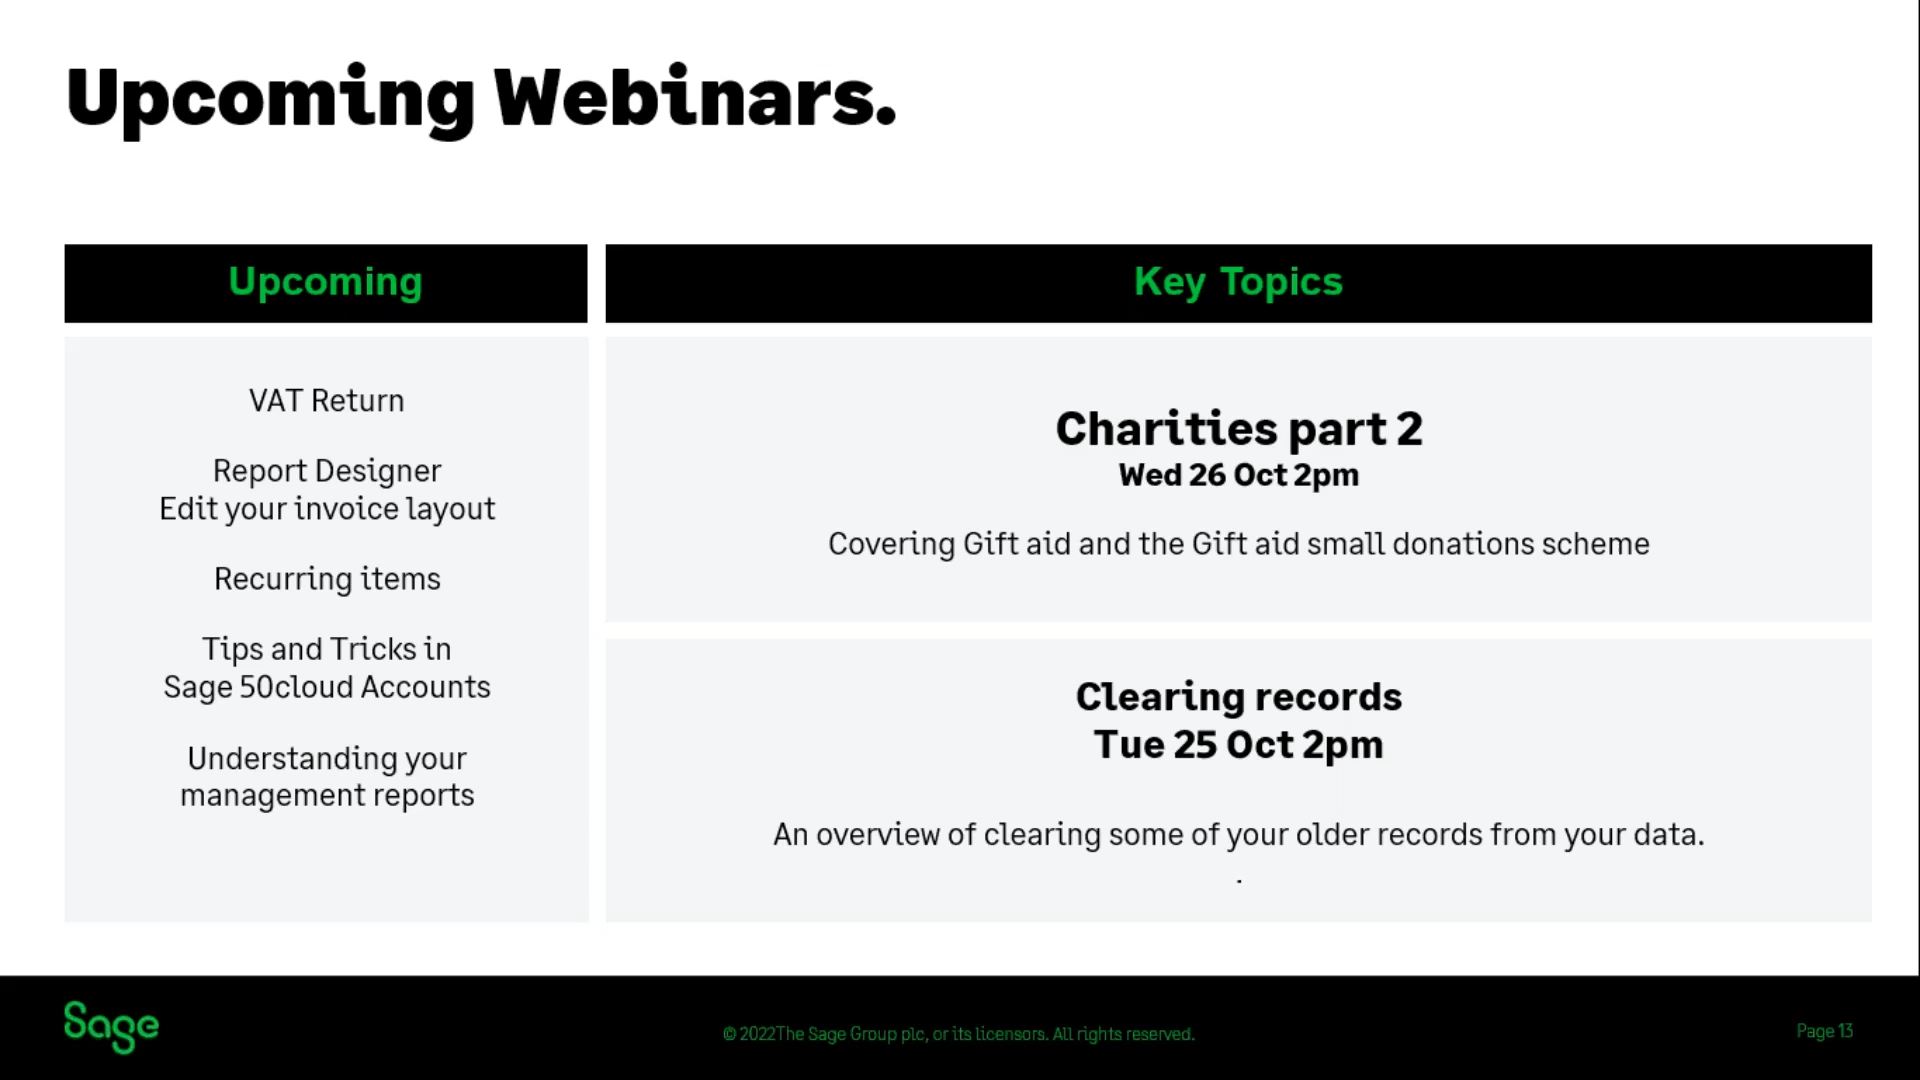 Upcoming Webinars.
Upcoming
VAT Return
Report Designer
Edit your invoice layout
Recurring items
Tips and Tricks in
Sage 50cloud Accounts
Understanding your
management reports
Key Topics
Charities part 2
Wed 26 Oct 2pm
Covering Gift aid and the Gift aid small donations scheme
Clearing records
Tue 25 Oct 2pm
An overview of clearing some of your older records from your data.
.
Sage
© 2022The Sage Group plc, or its licensors. All rights reserved.
Page 13